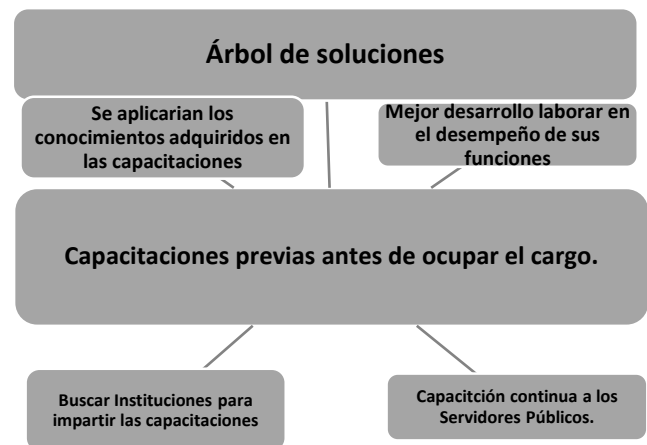 Árbol de soluciones
Se aplicarian los
conocimientos adquiridos en
las capacitaciones
Mejor desarrollo laborar en
el desempeño de sus
funciones
Capacitaciones previas antes de ocupar el cargo.
Buscar Instituciones para
impartir las capacitaciones
Capacitción continua a los
Servidores Públicos.